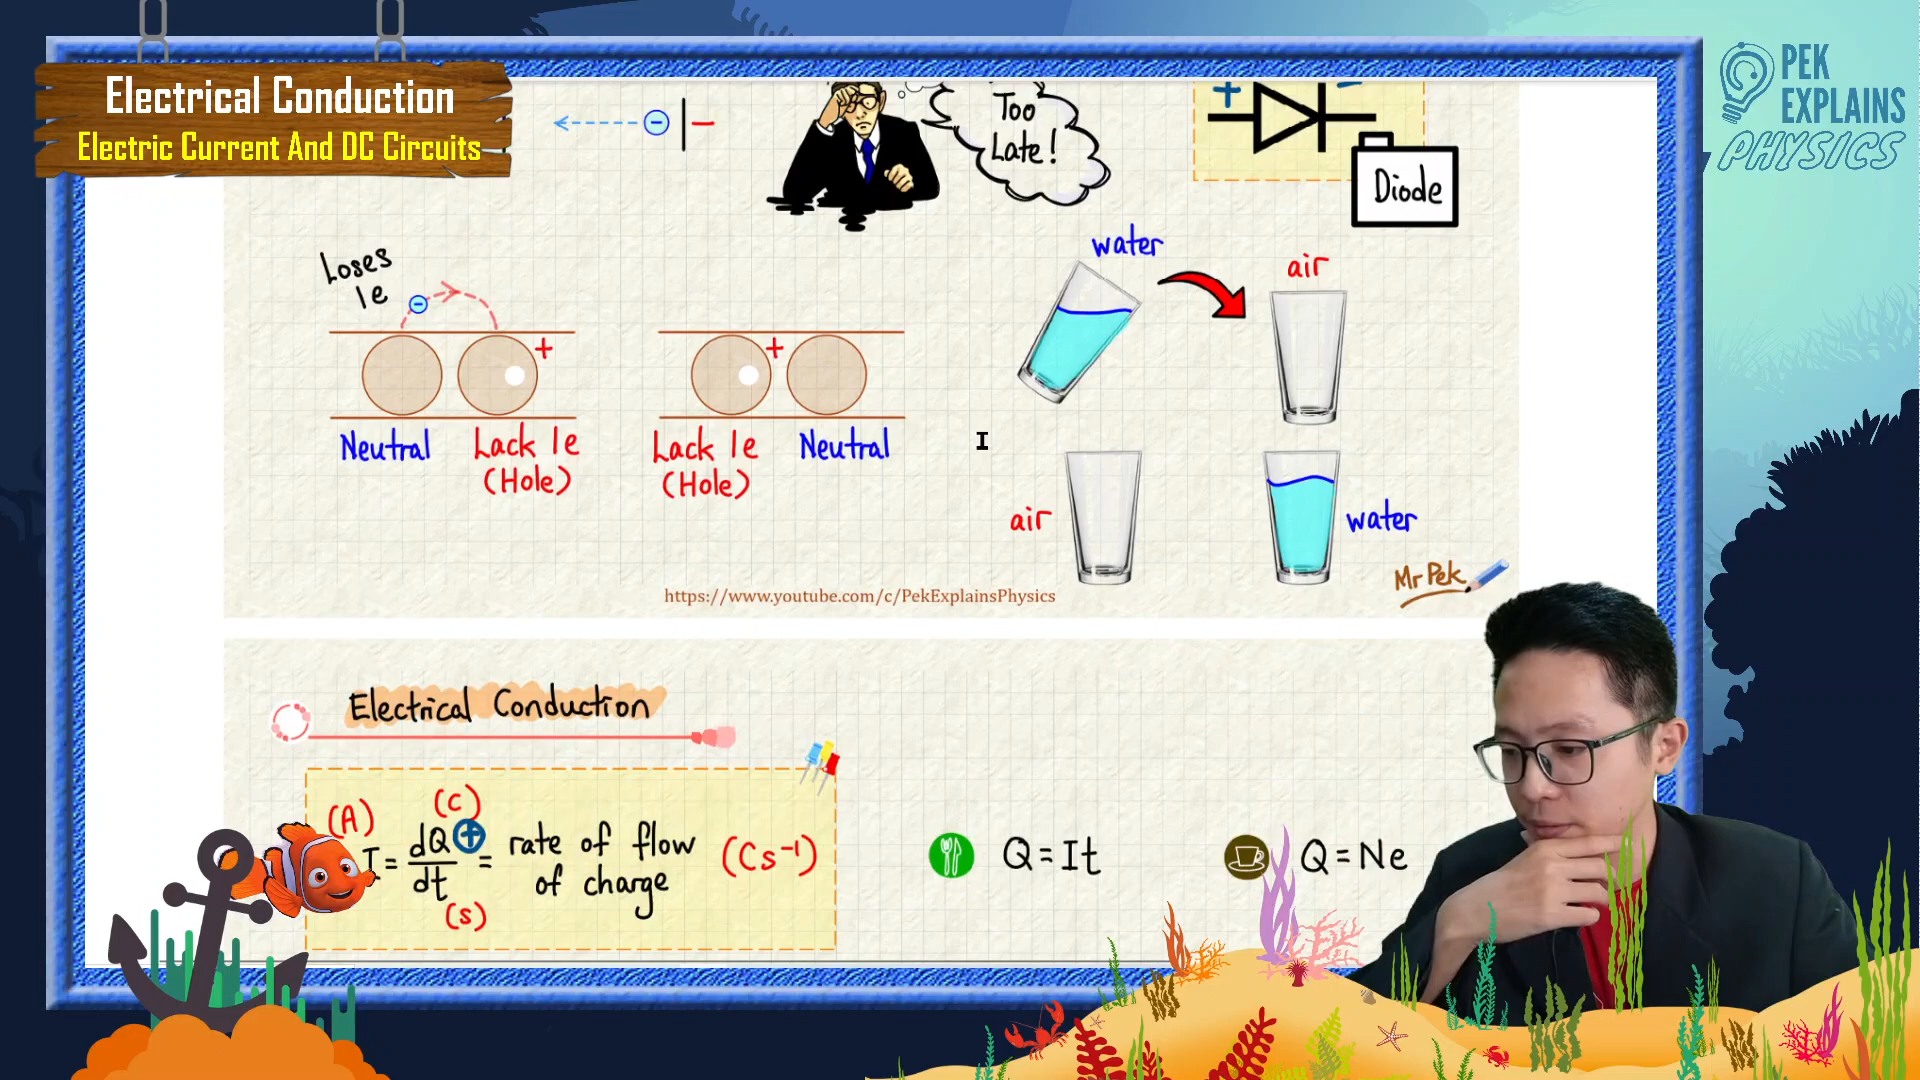 Electrical Conduction
Electric Current And DC Circuits
PEK
EXPLAINS
PHYSICS
Too
Late!
+ −
Diode
−
Loses
1e
+
Neutral
Lack 1e
(Hole)
+
Lack 1e
(Hole)
Neutral
water
air
air
water
https://www.youtube.com/c/PekExplainsPhysics
Mr Pek
Electrical Conduction
(A) (C)
I = dQ/dt = rate of flow of charge (Cs⁻¹)
(s)
Q = It
Q = Ne